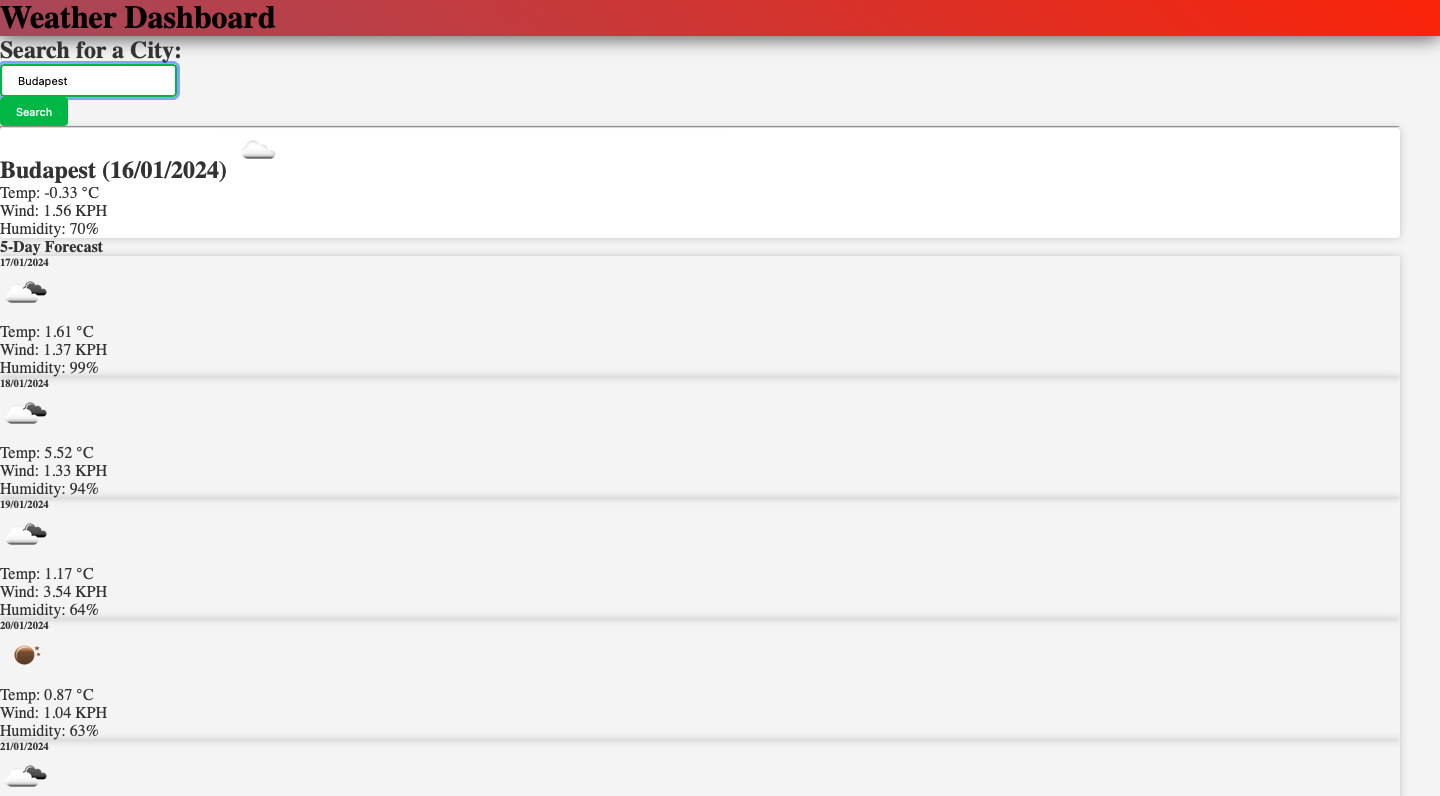 Weather Dashboard
Search for a City:
Budapest
Search
Budapest (16/01/2024)
Temp: -0.33 °C
Wind: 1.56 KPH
Humidity: 70%
5-Day Forecast
17/01/2024
Temp: 1.61 °C
Wind: 1.37 KPH
Humidity: 99%
18/01/2024
Temp: 5.52 °C
Wind: 1.33 KPH
Humidity: 94%
19/01/2024
Temp: 1.17 °C
Wind: 3.54 KPH
Humidity: 64%
20/01/2024
Temp: 0.87 °C
Wind: 1.04 KPH
Humidity: 63%
21/01/2024